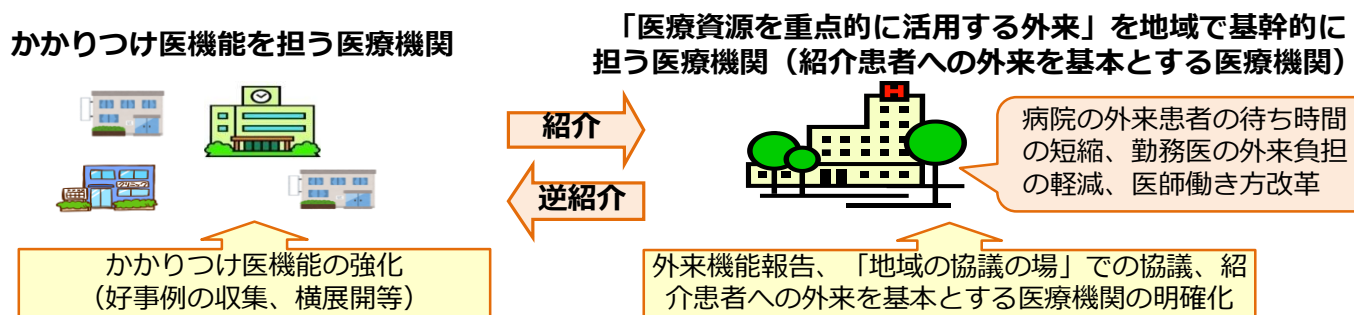 かかりつけ医機能を担う医療機関
「医療資源を重点的に活用する外来」を地域で基幹的に
担う医療機関（紹介患者への外来を基本とする医療機関）
紹介
逆紹介
H
病院の外来患者の待ち時間
の短縮、勤務医の外来負担
の軽減、医師働き方改革
かかりつけ医機能の強化
（好事例の収集、横展開等）
外来機能報告、「地域の協議の場」での協議、紹
介患者への外来を基本とする医療機関の明確化